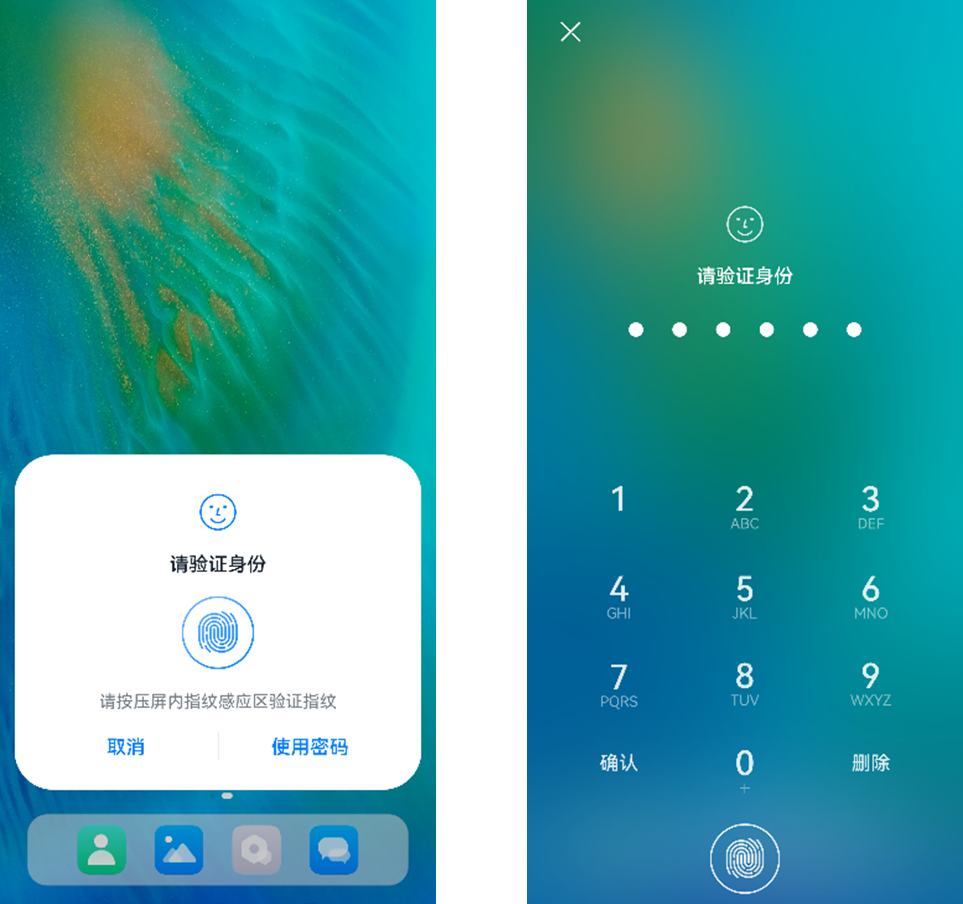 请验证身份
请按压屏内指纹感应区验证指纹
取消 使用密码
请验证身份
1 2 3
ABC DEF
4 5 6
GHI JKL MNO
7 8 9
PQRS TUV WXYZ
确认 0 删除
+